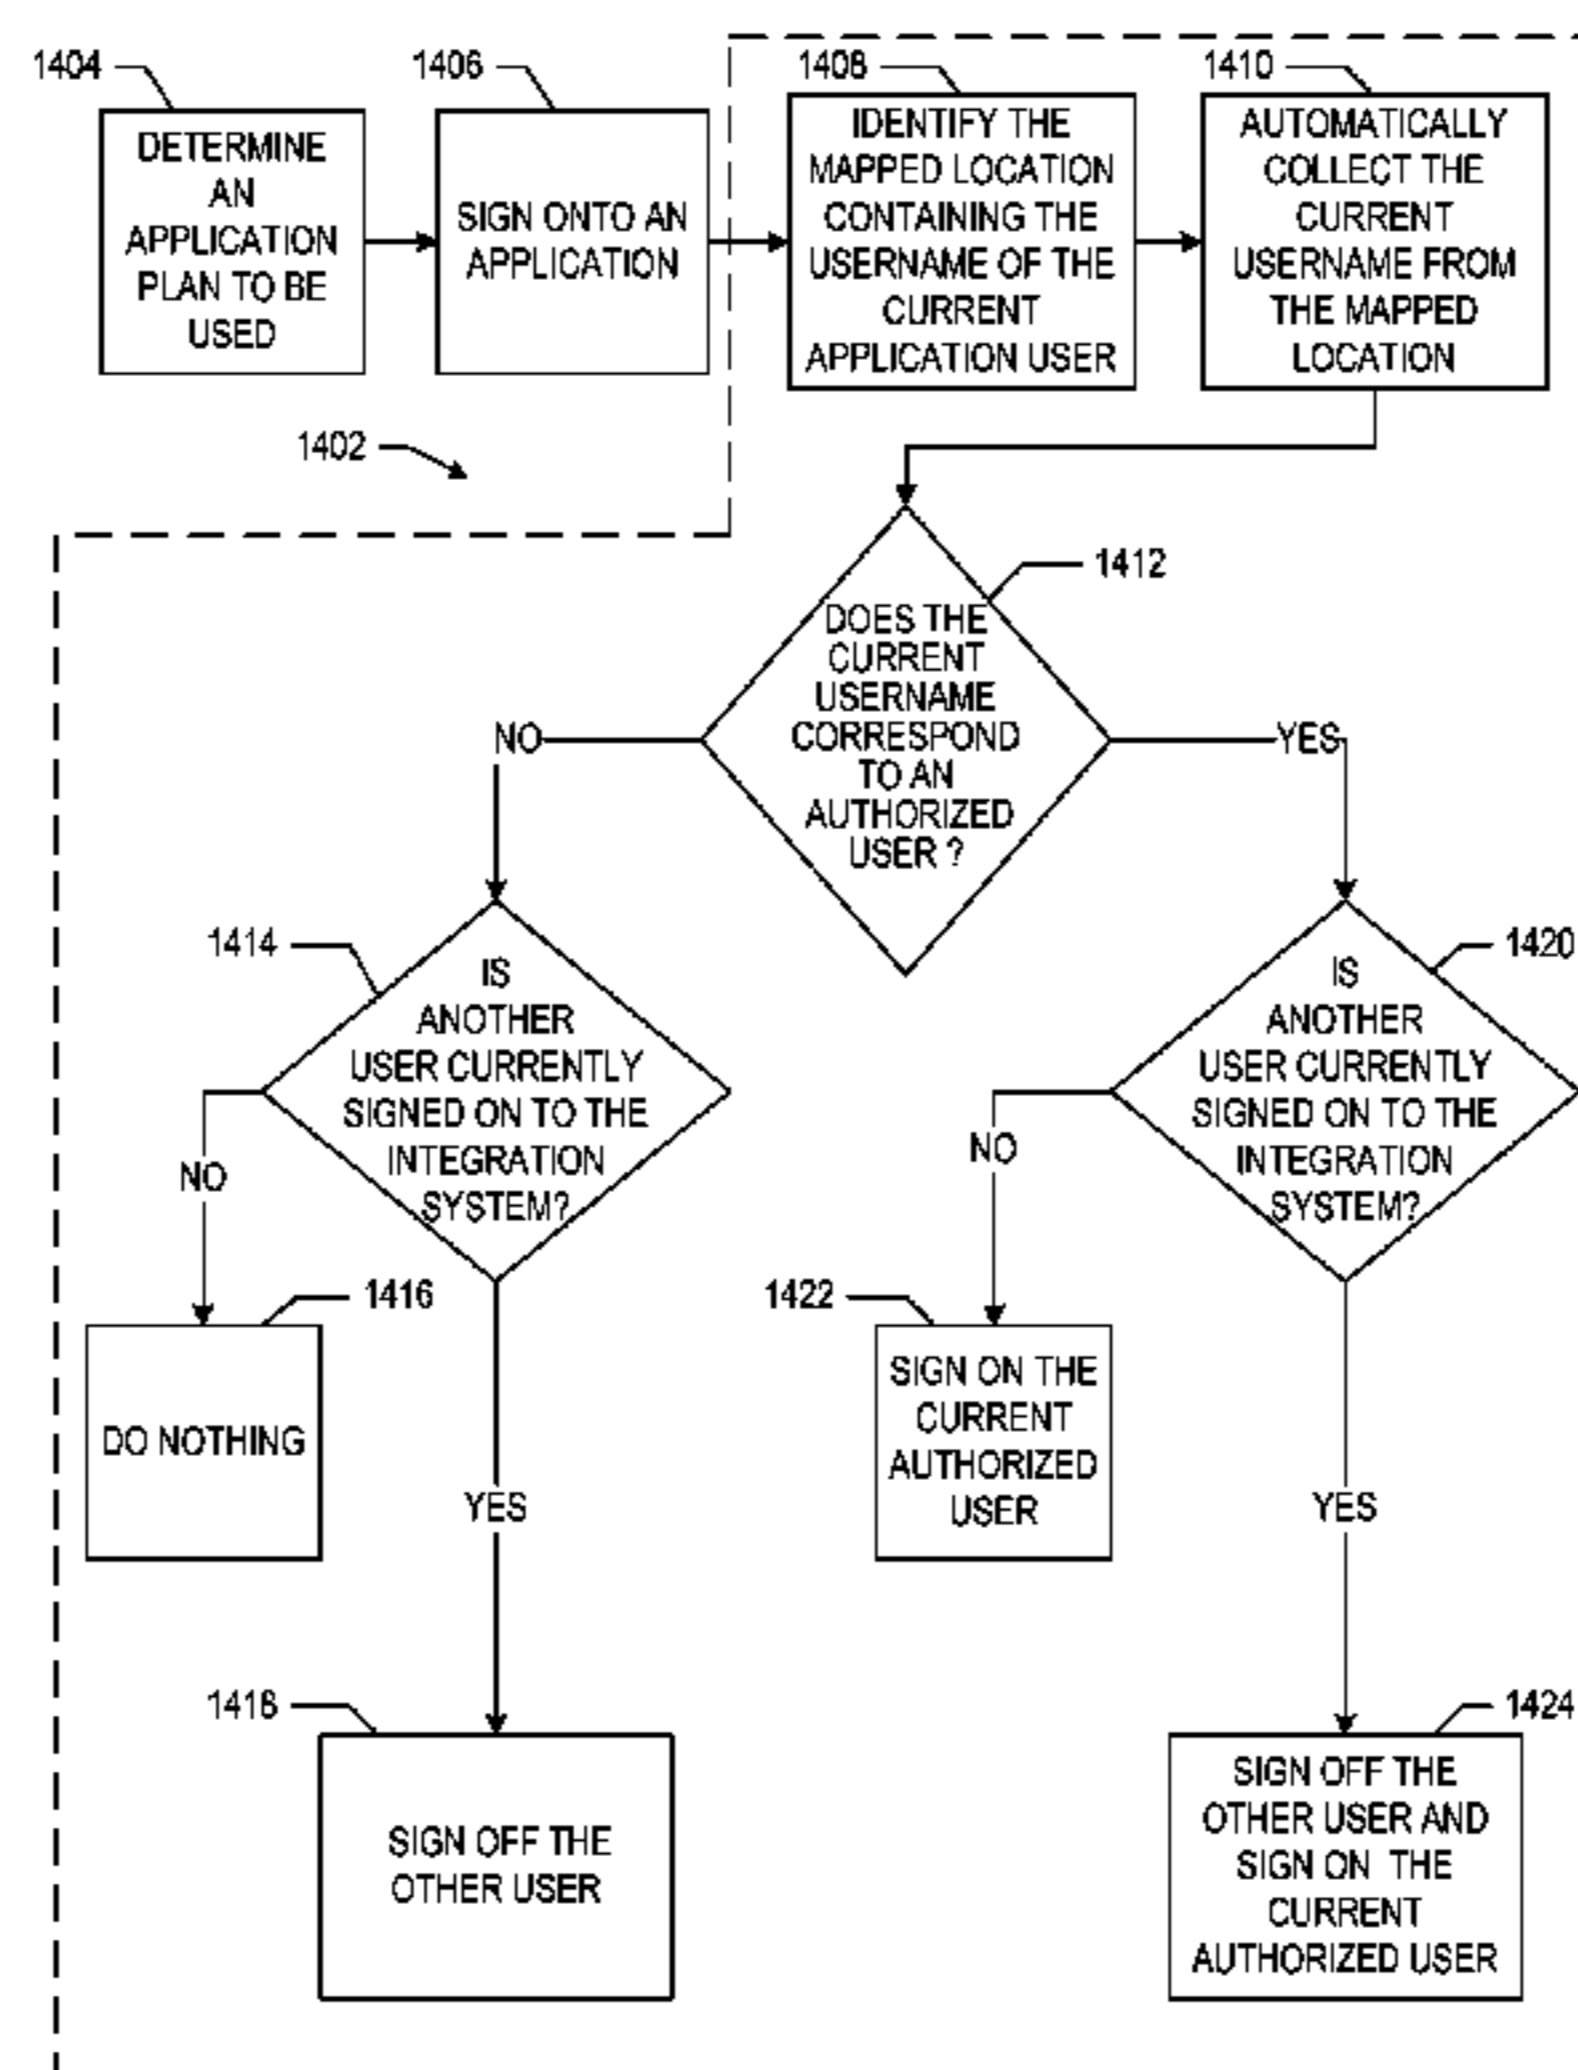 1404
DETERMINE
AN
APPLICATION
PLAN TO BE
USED
1406
SIGN ONTO AN
APPLICATION
1408
IDENTIFY THE
MAPPED LOCATION
CONTAINING THE
USERNAME OF THE
CURRENT
APPLICATION USER
1410
AUTOMATICALLY
COLLECT THE
CURRENT
USERNAME FROM
THE MAPPED
LOCATION
1402
1412
DOES THE
CURRENT
USERNAME
CORRESPOND
TO AN
AUTHORIZED
USER ?
NO
YES
1414
IS
ANOTHER
USER CURRENTLY
SIGNED ON TO THE
INTEGRATION
SYSTEM?
1420
IS
ANOTHER
USER CURRENTLY
SIGNED ON TO THE
INTEGRATION
SYSTEM?
NO
NO
1416
DO NOTHING
1422
SIGN ON THE
CURRENT
AUTHORIZED
USER
YES
YES
1418
SIGN OFF THE
OTHER USER
1424
SIGN OFF THE
OTHER USER AND
SIGN ON THE
CURRENT
AUTHORIZED USER